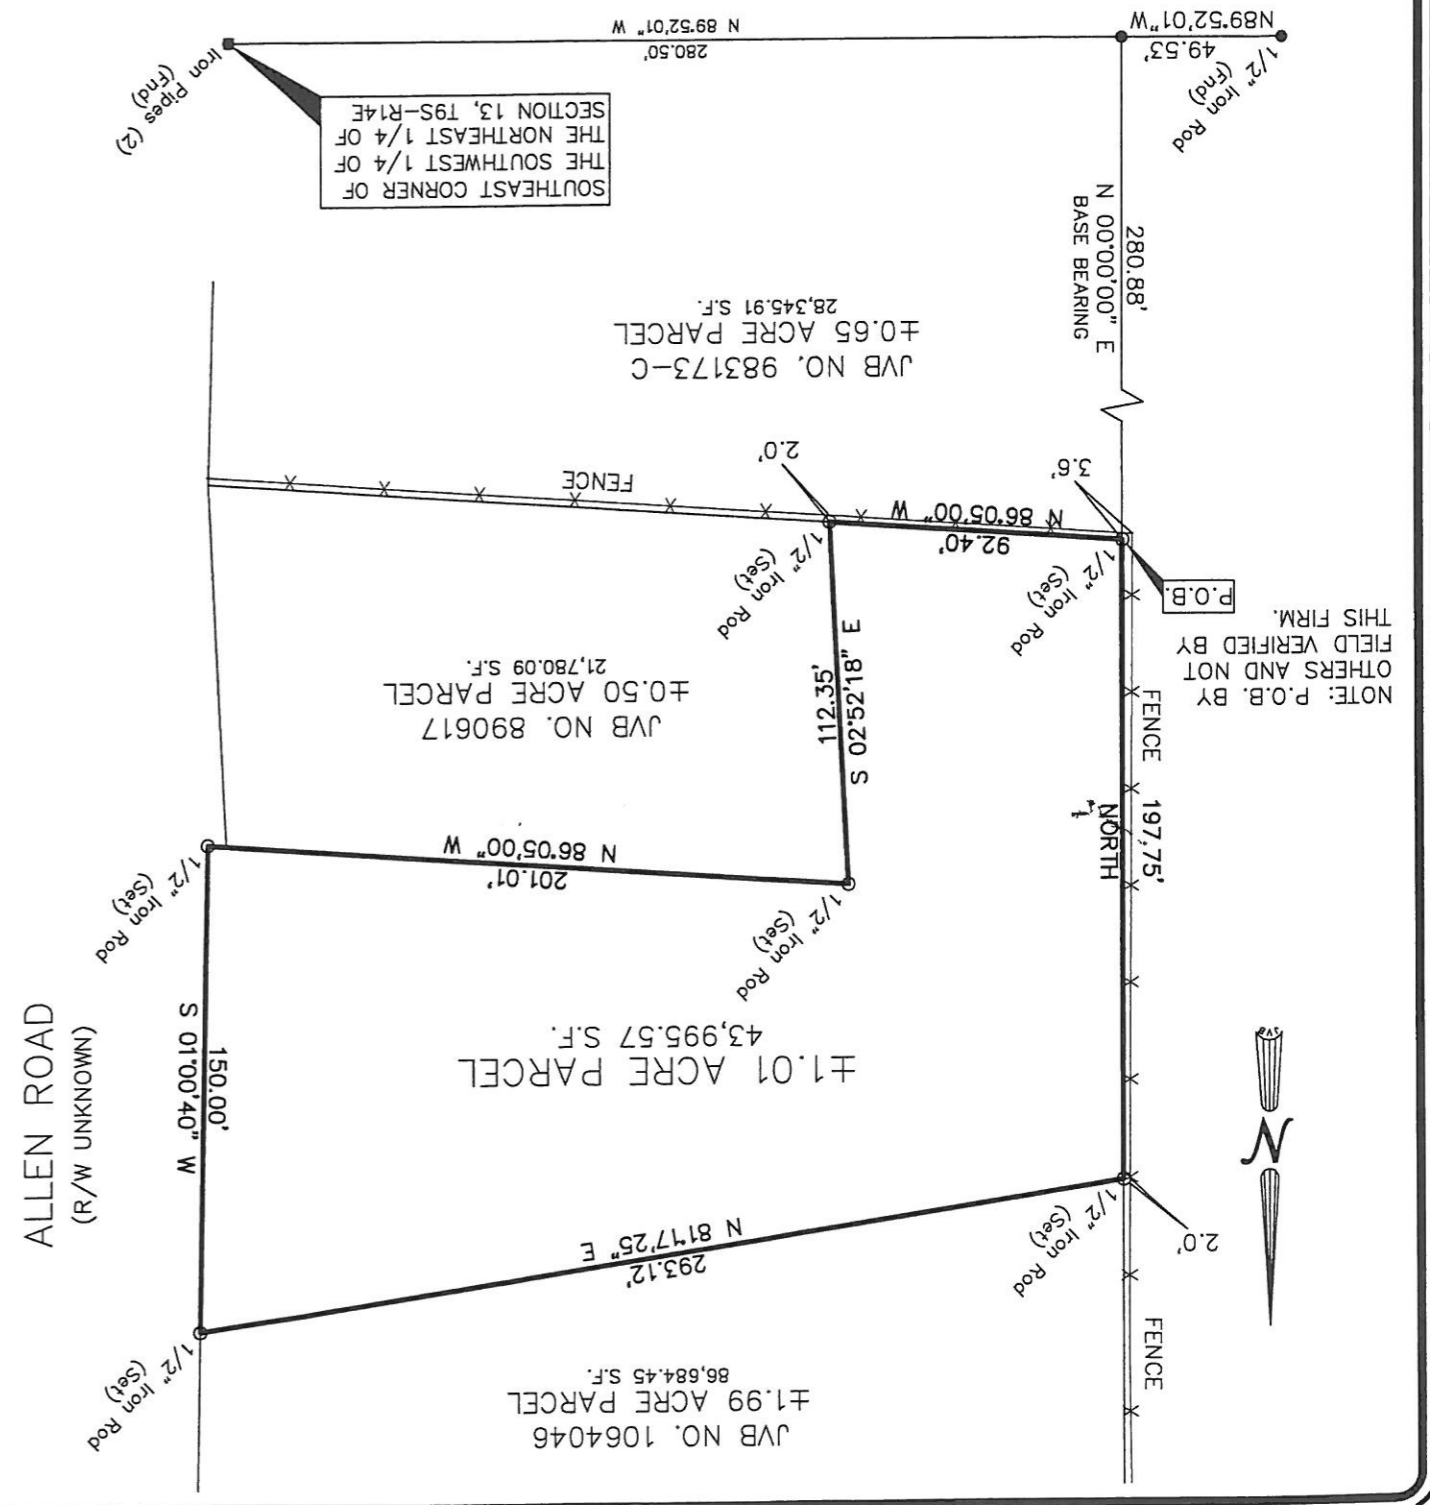 JVB NO. 1064046
±1.99 ACRE PARCEL
86,684.45 S.F.
FENCE
2.0'
1/2" Iron Rod
(Set)
293.12'
N 81°17'25" E
1/2" Iron Rod
(Set)
N
JVB
ALLEN ROAD
(R/W UNKNOWN)
150.00'
S 01°00'40" W
±1.01 ACRE PARCEL
43,995.57 S.F.
1/2" Iron Rod
(Set)
1/2" Iron Rod
(Set)
201.01'
N 86°05'00" W
FENCE
197.75'
NORTH
112.35'
S 02°52'18" E
JVB NO. 890617
±0.50 ACRE PARCEL
21,780.09 S.F.
NOTE: P.O.B. BY
OTHERS AND NOT
FIELD VERIFIED BY
THIS FIRM.
P.O.B.
1/2" Iron Rod
(Set)
1/2" Iron Rod
(Set)
92.40'
N 86°05'00" W
3.6'
2.0'
FENCE
JVB NO. 983173-C
±0.65 ACRE PARCEL
28,345.91 S.F.
280.88'
N 00°00'00" E
BASE BEARING
SOUTHEAST CORNER OF
THE SOUTHWEST 1/4 OF
THE NORTHEAST 1/4 OF
SECTION 13, T9S-R14E
1/2" Iron Rod
(Fnd)
49.53'
N89°52'01"W
280.50'
N 89°52'01" W
Iron Pipes (2)
(Fnd)